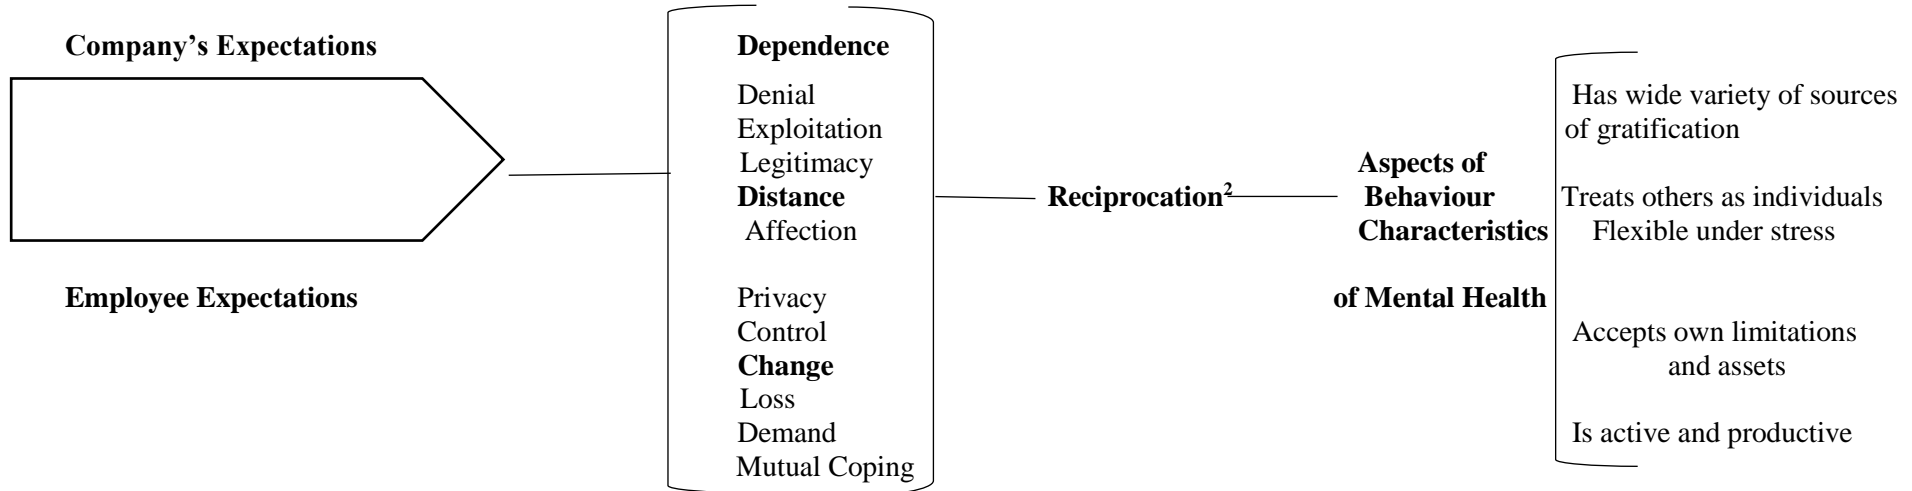 Company’s Expectations
Employee Expectations
Dependence
Denial
Exploitation
Legitimacy
Distance
Affection
Privacy
Control
Change
Loss
Demand
Mutual Coping
Reciprocation²
Aspects of
Behaviour
Characteristics
of Mental Health
Has wide variety of sources
of gratification
Treats others as individuals
Flexible under stress
Accepts own limitations
and assets
Is active and productive